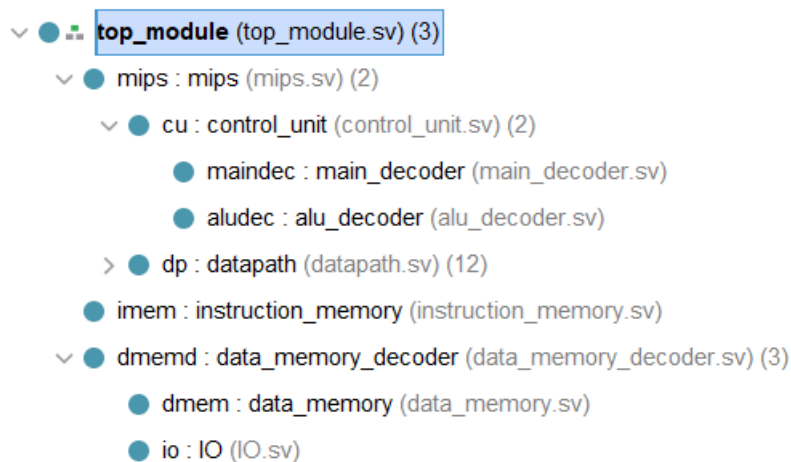 top_module (top_module.sv) (3)
mips : mips (mips.sv) (2)
cu : control_unit (control_unit.sv) (2)
maindec : main_decoder (main_decoder.sv)
aludec : alu_decoder (alu_decoder.sv)
dp : datapath (datapath.sv) (12)
imem : instruction_memory (instruction_memory.sv)
dmemd : data_memory_decoder (data_memory_decoder.sv) (3)
dmem : data_memory (data_memory.sv)
io : IO (IO.sv)